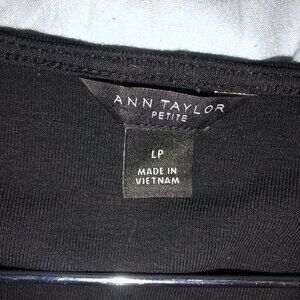 ANN TAYLOR
PETITE
LP
MADE IN
VIETNAM